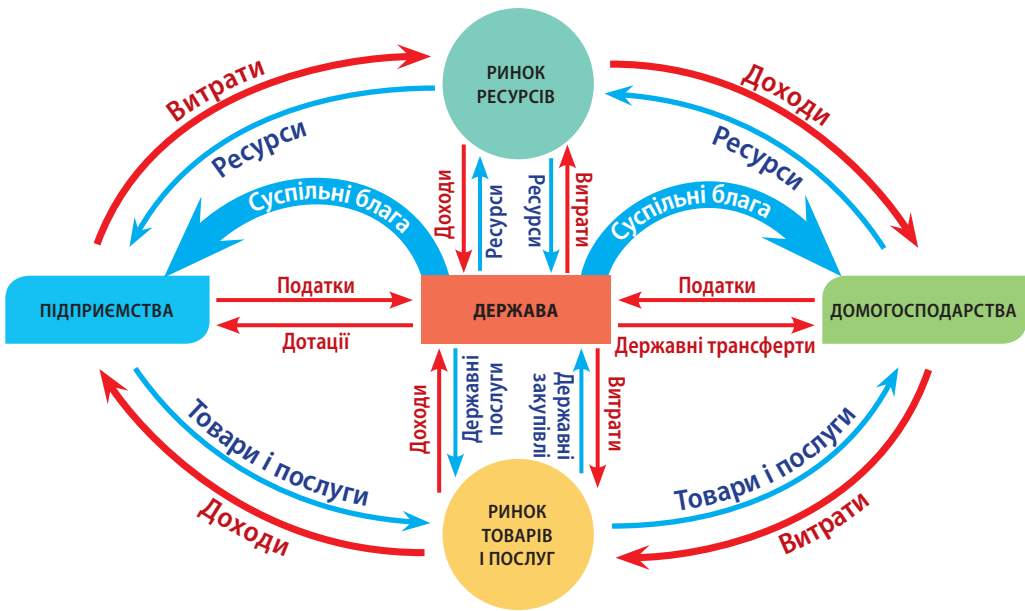 РИНОК
РЕСУРСІВ
Витрати
Ресурси
Доходи
Ресурси
Суспільні блага
Доходи
Ресурси
Ресурси
Витрати
Суспільні блага
ПІДПРИЄМСТВА
Податки
Дотації
ДЕРЖАВА
Податки
Державні трансферти
ДОМОГОСПОДАРСТВА
Доходи
Державні
послуги
Державні
закупівлі
Витрати
Товари і послуги
Доходи
РИНОК
ТОВАРІВ
І ПОСЛУГ
Товари і послуги
Витрати